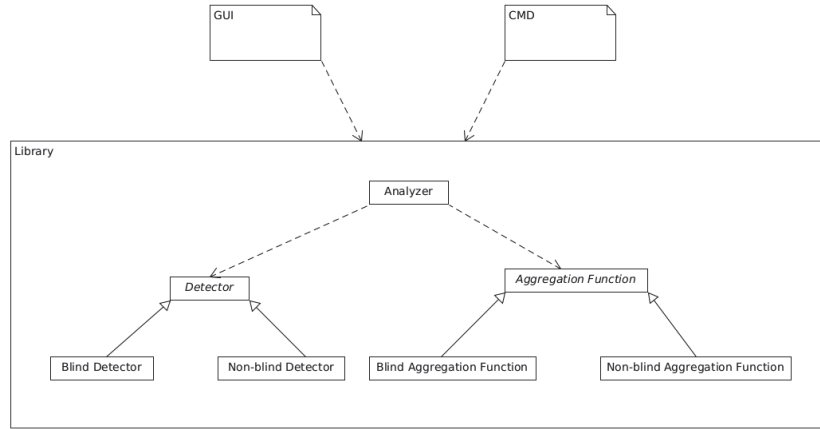 GUI
CMD
Library
Analyzer
Detector
Aggregation Function
Blind Detector
Non-blind Detector
Blind Aggregation Function
Non-blind Aggregation Function